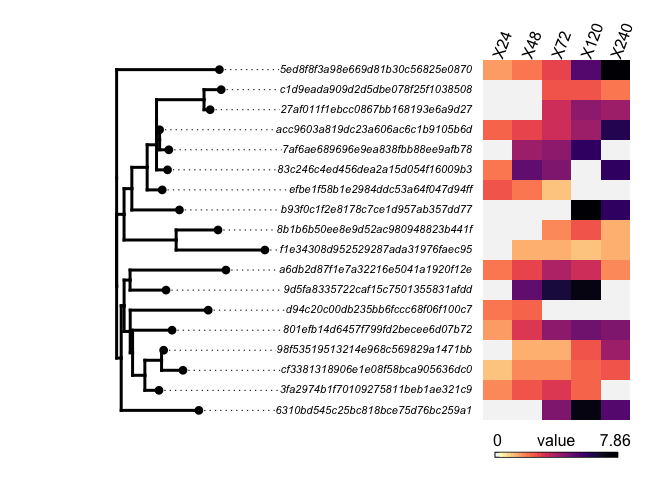 X24 X48 X72 X120 X240
5ed8f8f3a98e669d81b30c56825e0870
c1d9eada909d2d5dbe078f25f1038508
27af011f1ebcc0867bb168193e6a9d27
acc9603a819dc23a606ac6c1b9105b6d
7af6ae689696e9ea838fbb88ee9afb78
83c246c4ed456dea2a15d054f16009b3
efbe1f58b1e2984ddc53a64f047d94ff
b93f0c1f2e8178c7ce1d957ab357dd77
8b1b6b50ee8e9d52ac980948823b441f
f1e34308d952529287ada31976faec95
a6db2d87f1e7a32216e5041a1920f12e
9d5fa8335722caf15c7501355831afdd
d94c20c00db235bb6fccc68f06f100c7
801efb14d6457f799fd2becee6d07b72
98f53519513214e968c569829a1471bb
cf3381318906e1e08f58bca905636dc0
3fa2974b1f70109275811beb1ae321c9
6310bd545c25bc818bce75d76bc259a1
0 value 7.86